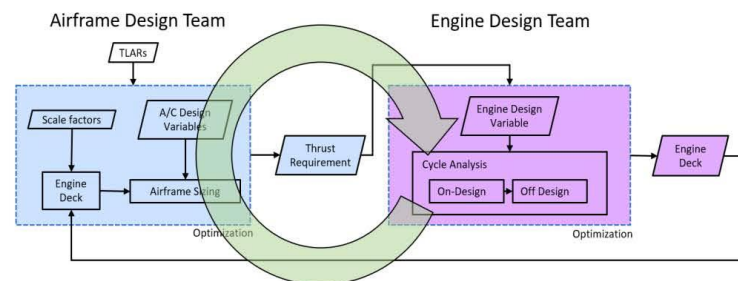 Airframe Design Team
Engine Design Team
TLARs
Scale factors
A/C Design
Variables
Engine
Deck
Airframe Sizing
Optimization
Thrust
Requirement
Engine Design
Variable
Cycle Analysis
On-Design
Off Design
Optimization
Engine
Deck